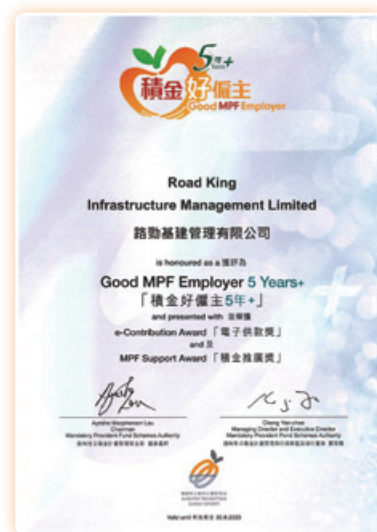 5年+
Years
積金好僱主
Good MPF Employer
Road King
Infrastructure Management Limited
路勁基建管理有限公司
is honoured as a 獲評為
Good MPF Employer 5 Years+
「積金好僱主5年+」
and presented with 並榮獲
e-Contribution Award 「電子供款獎」
and 及
MPF Support Award 「積金推廣獎」
Ayesha Macpherson Lau
Chairman
Mandatory Provident Fund Schemes Authority
Cheng Yan-chee
Managing Director and Executive Director
Mandatory Provident Fund Schemes Authority
Valid until